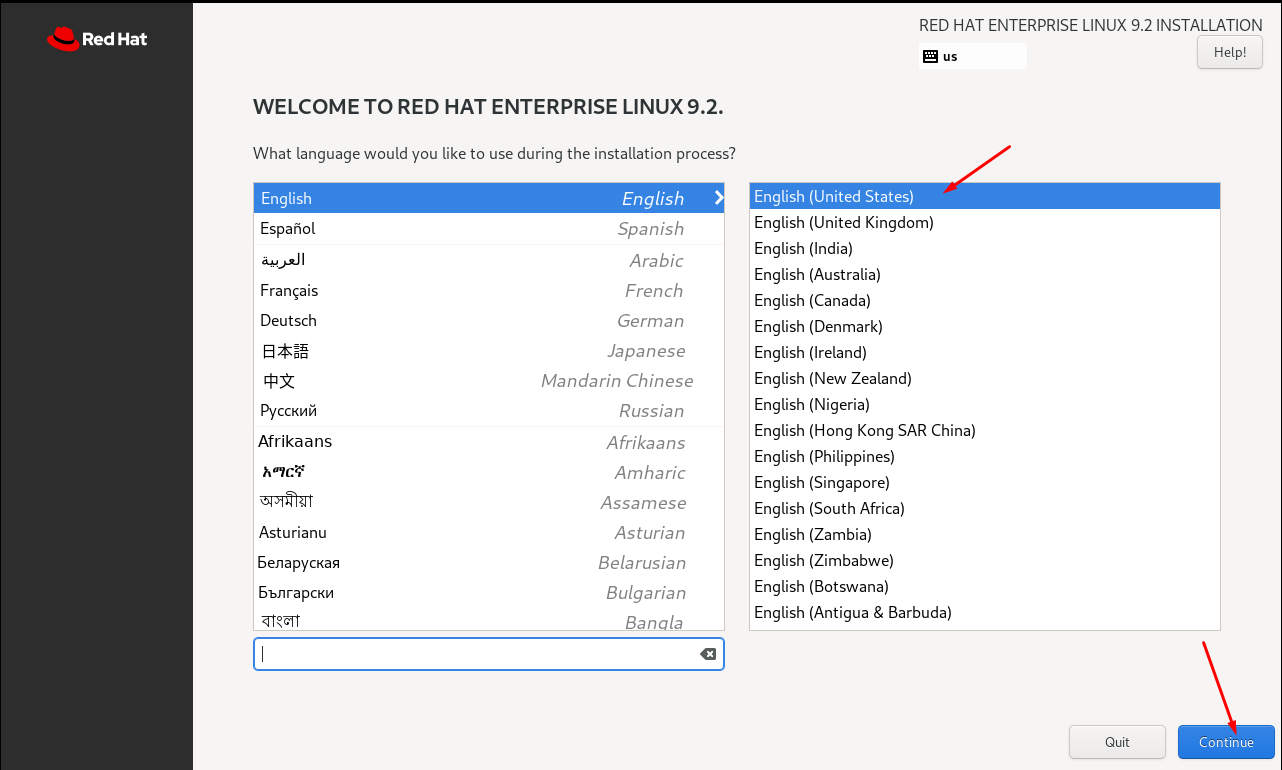 Red Hat
RED HAT ENTERPRISE LINUX 9.2 INSTALLATION
us
Help!
WELCOME TO RED HAT ENTERPRISE LINUX 9.2.
What language would you like to use during the installation process?
English English
Español Spanish
العربية Arabic
Français French
Deutsch German
日本語 Japanese
中文 Mandarin Chinese
Русский Russian
Afrikaans Afrikaans
አማርኛ Amharic
অসমীয়া Assamese
Asturianu Asturian
Беларуская Belarusian
Български Bulgarian
বাংলা Bangla
English (United States)
English (United Kingdom)
English (India)
English (Australia)
English (Canada)
English (Denmark)
English (Ireland)
English (New Zealand)
English (Nigeria)
English (Hong Kong SAR China)
English (Philippines)
English (Singapore)
English (South Africa)
English (Zambia)
English (Zimbabwe)
English (Botswana)
English (Antigua & Barbuda)
Quit
Continue